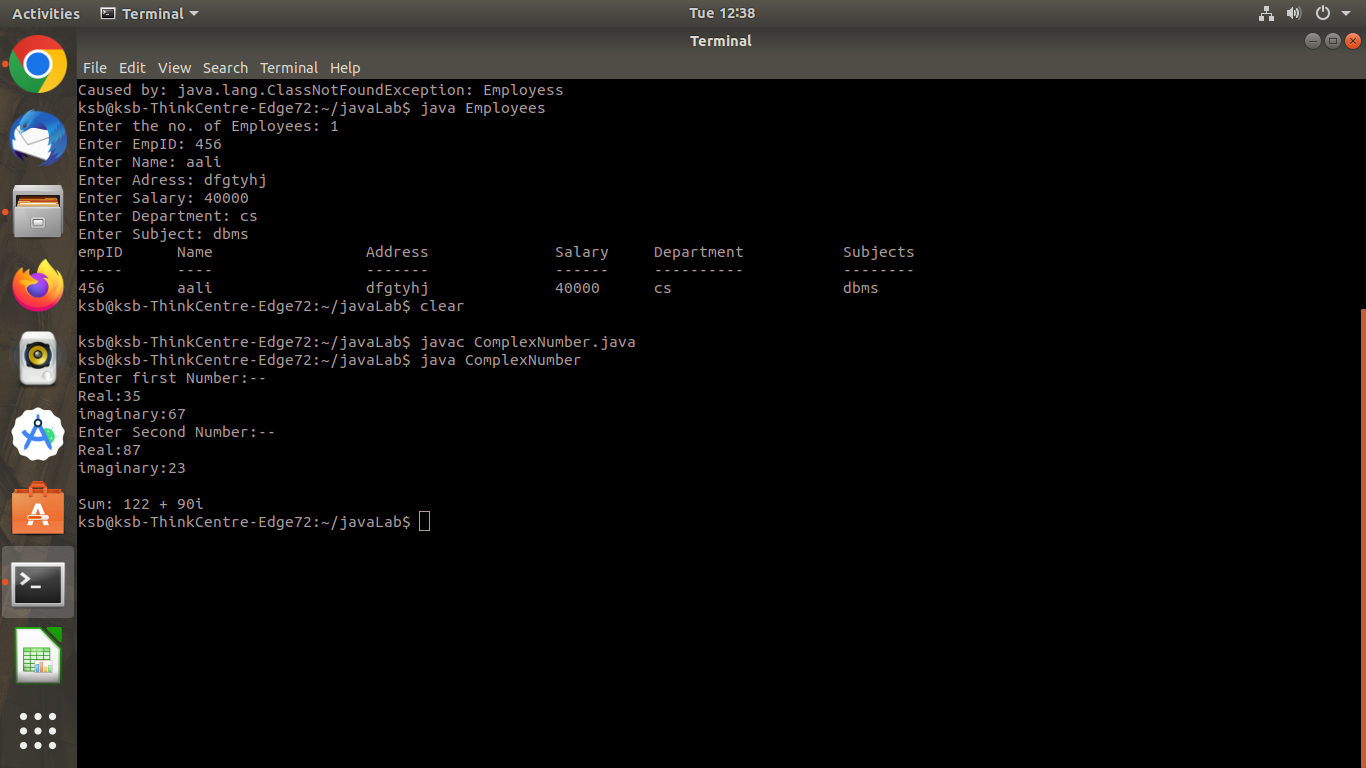 Activities Terminal Tue 12:38
Terminal
File Edit View Search Terminal Help
Caused by: java.lang.ClassNotFoundException: Employess
ksb@ksb-ThinkCentre-Edge72:~/javaLab$ java Employees
Enter the no. of Employees: 1
Enter EmpID: 456
Enter Name: aali
Enter Adress: dfgtyhj
Enter Salary: 40000
Enter Department: cs
Enter Subject: dbms
empID Name Address Salary Department Subjects
----- ---- ------- ------ ---------- --------
456 aali dfgtyhj 40000 cs dbms
ksb@ksb-ThinkCentre-Edge72:~/javaLab$ clear
ksb@ksb-ThinkCentre-Edge72:~/javaLab$ javac ComplexNumber.java
ksb@ksb-ThinkCentre-Edge72:~/javaLab$ java ComplexNumber
Enter first Number:--
Real:35
imaginary:67
Enter Second Number:--
Real:87
imaginary:23
Sum: 122 + 90i
ksb@ksb-ThinkCentre-Edge72:~/javaLab$